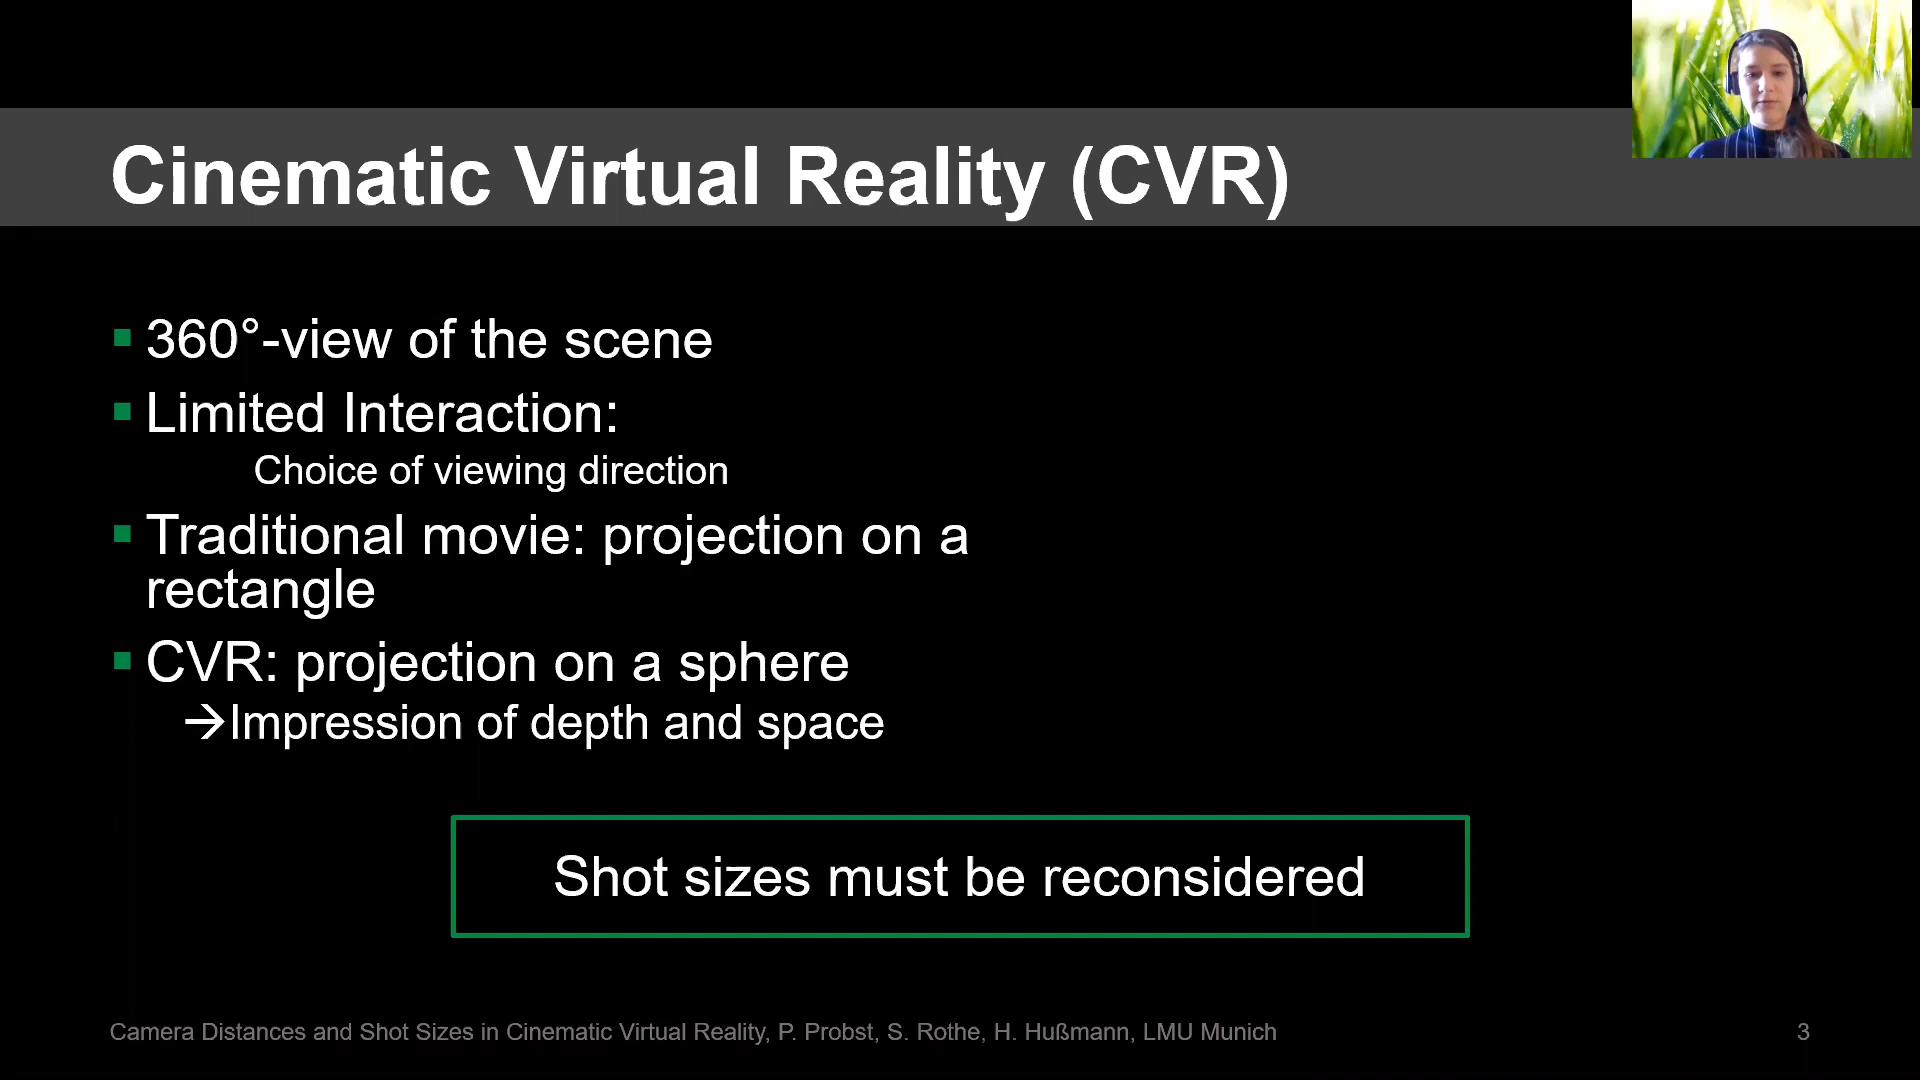 Cinematic Virtual Reality (CVR)
360°-view of the scene
Limited Interaction:
Choice of viewing direction
Traditional movie: projection on a
rectangle
CVR: projection on a sphere
→Impression of depth and space
Shot sizes must be reconsidered
Camera Distances and Shot Sizes in Cinematic Virtual Reality, P. Probst, S. Rothe, H. Hußmann, LMU Munich
3